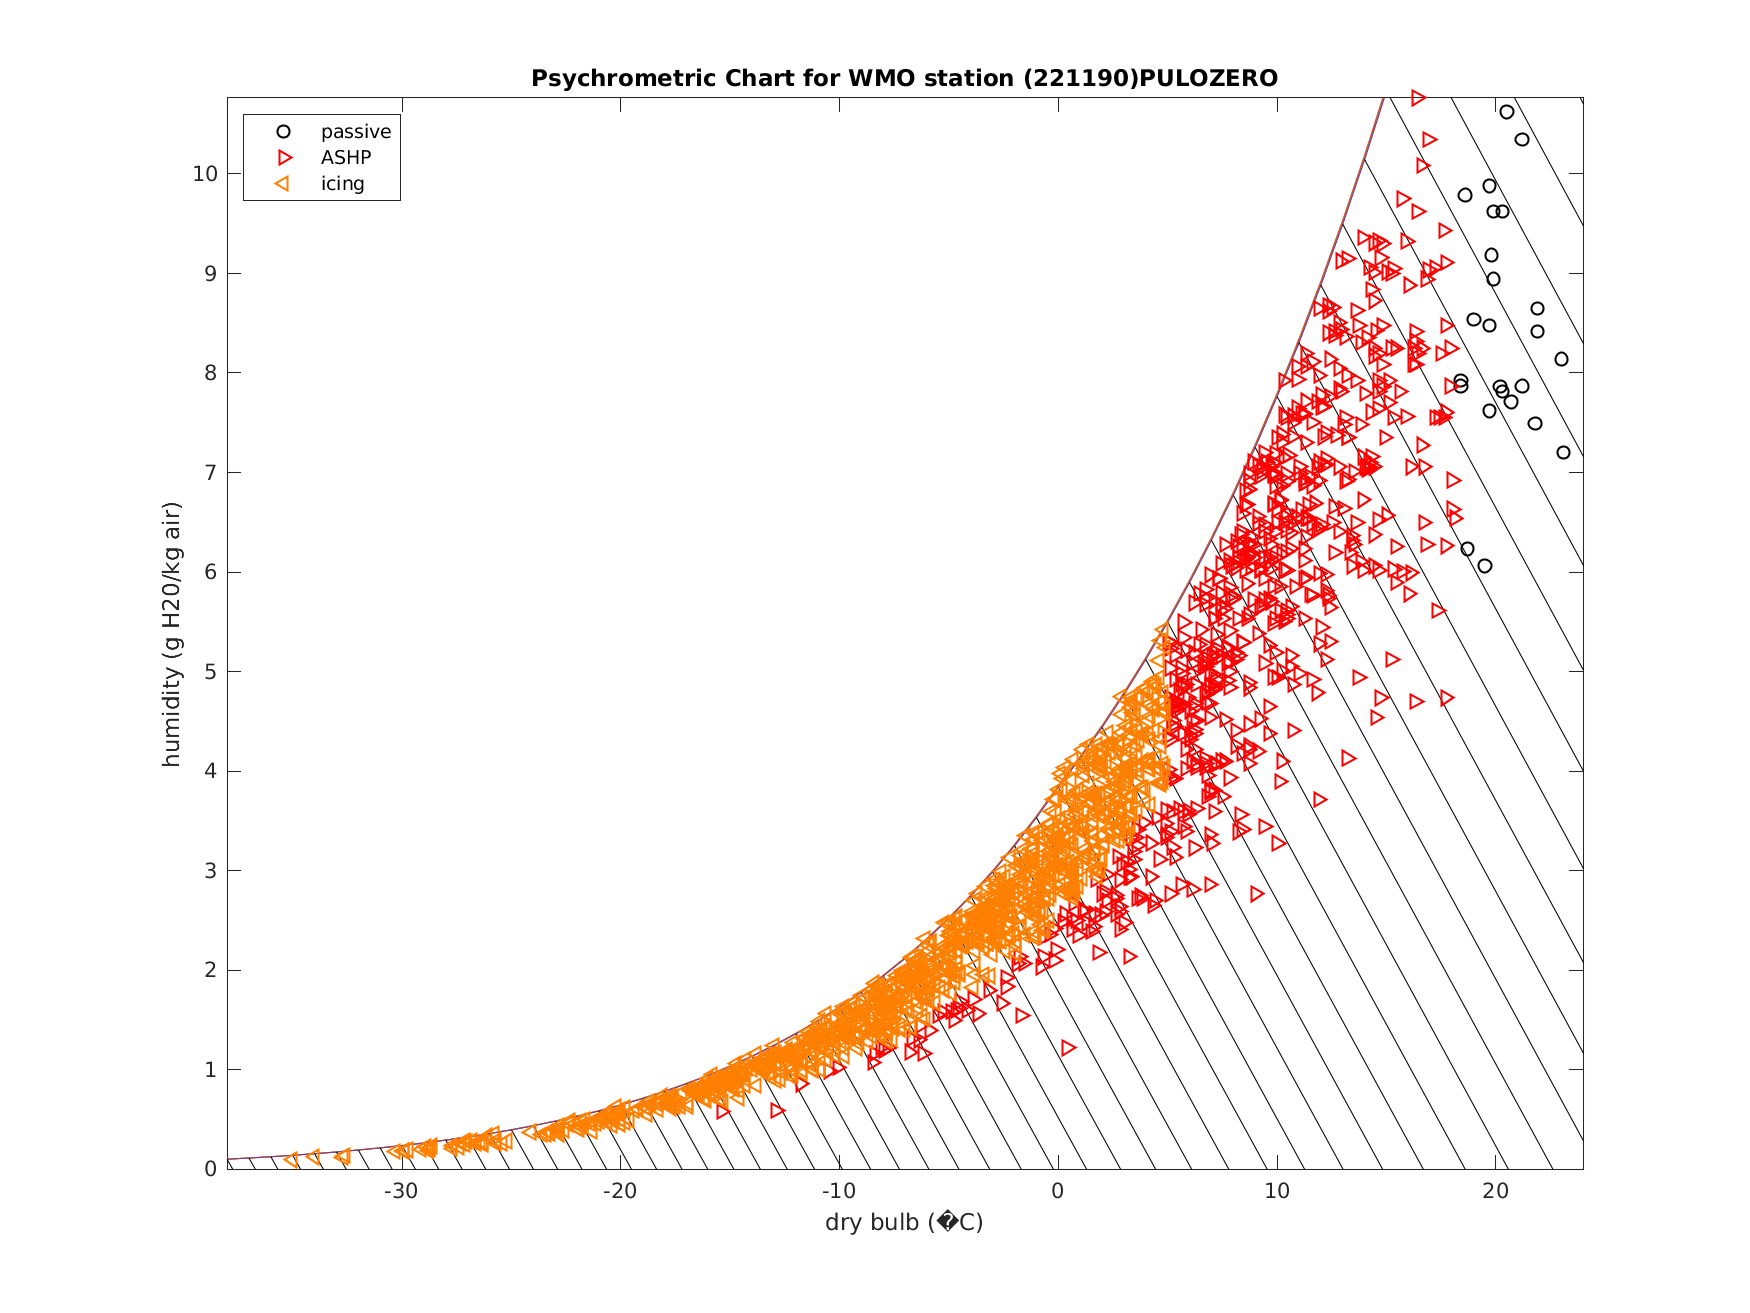 Psychrometric Chart for WMO station (221190)PULOZERO
passive
ASHP
icing
10
9
8
7
6
5
4
3
2
1
0
humidity (g H20/kg air)
-30
-20
-10
0
10
20
dry bulb (�C)